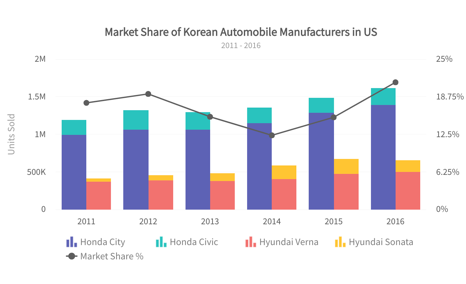 Market Share of Korean Automobile Manufacturers in US
2011 - 2016
2M 25%
1.5M 18.75%
1M 12.5%
500K 6.25%
0 0%
Units Sold
2011 2012 2013 2014 2015 2016
Honda City Honda Civic Hyundai Verna Hyundai Sonata
Market Share %